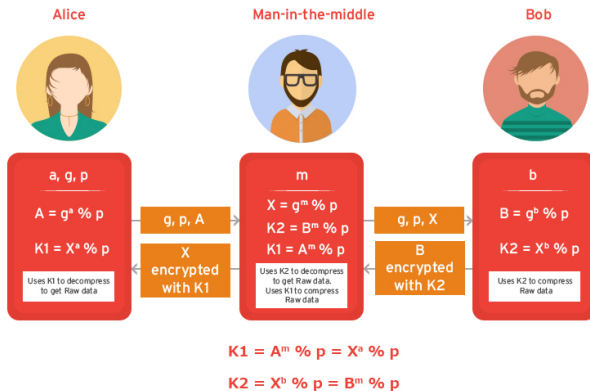 Alice
Man-in-the-middle
Bob
a, g, p
A = gᵃ % p
K1 = Xᵃ % p
Uses K1 to decompress
to get Raw data
g, p, A
X
encrypted
with K1
m
X = gᵐ % p
K2 = Bᵐ % p
K1 = Aᵐ % p
Uses K2 to decompress
to get Raw data.
Uses K1 to compress
Raw data
g, p, X
B
encrypted
with K2
b
B = gᵇ % p
K2 = Xᵇ % p
Uses K2 to compress
Raw data
K1 = Aᵐ % p = Xᵃ % p
K2 = Xᵇ % p = Bᵐ % p